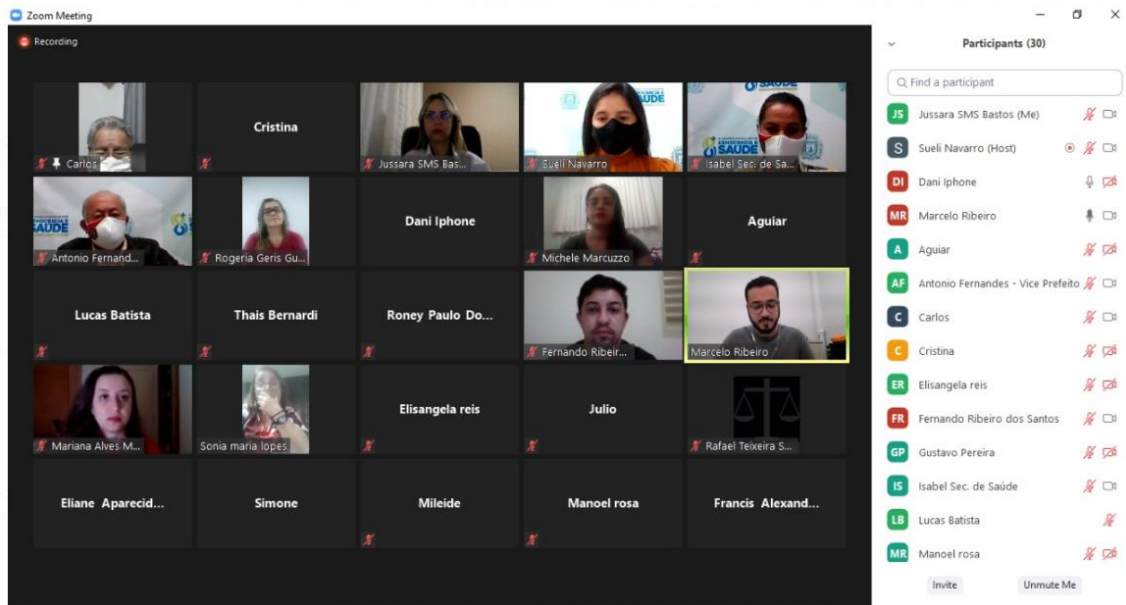 Zoom Meeting
Recording
Participants (30)
Find a participant
Carlos
Cristina
Jussara SMS Bas...
SAÚDE
Sueli Navarro
SAÚDE
SAÚDE
Isabel Sec. de Sa...
SAÚDE
Antonio Fernand...
Rogeria Geris Gu...
Dani Iphone
Michele Marcuzzo
Aguiar
Lucas Batista
Thais Bernardi
Roney Paulo Do...
Fernando Ribeir...
Marcelo Ribeiro
Mariana Alves M...
Sonia maria lopes
Elisangela reis
Julio
Rafael Teixeira S...
Eliane Aparecid...
Simone
Mileide
Manoel rosa
Francis Alexand...
JS Jussara SMS Bastos (Me)
S Sueli Navarro (Host)
DI Dani Iphone
MR Marcelo Ribeiro
A Aguiar
AF Antonio Fernandes - Vice Prefeito
C Carlos
C Cristina
ER Elisangela reis
FR Fernando Ribeiro dos Santos
GP Gustavo Pereira
IS Isabel Sec. de Saúde
LB Lucas Batista
MR Manoel rosa
Invite
Unmute Me